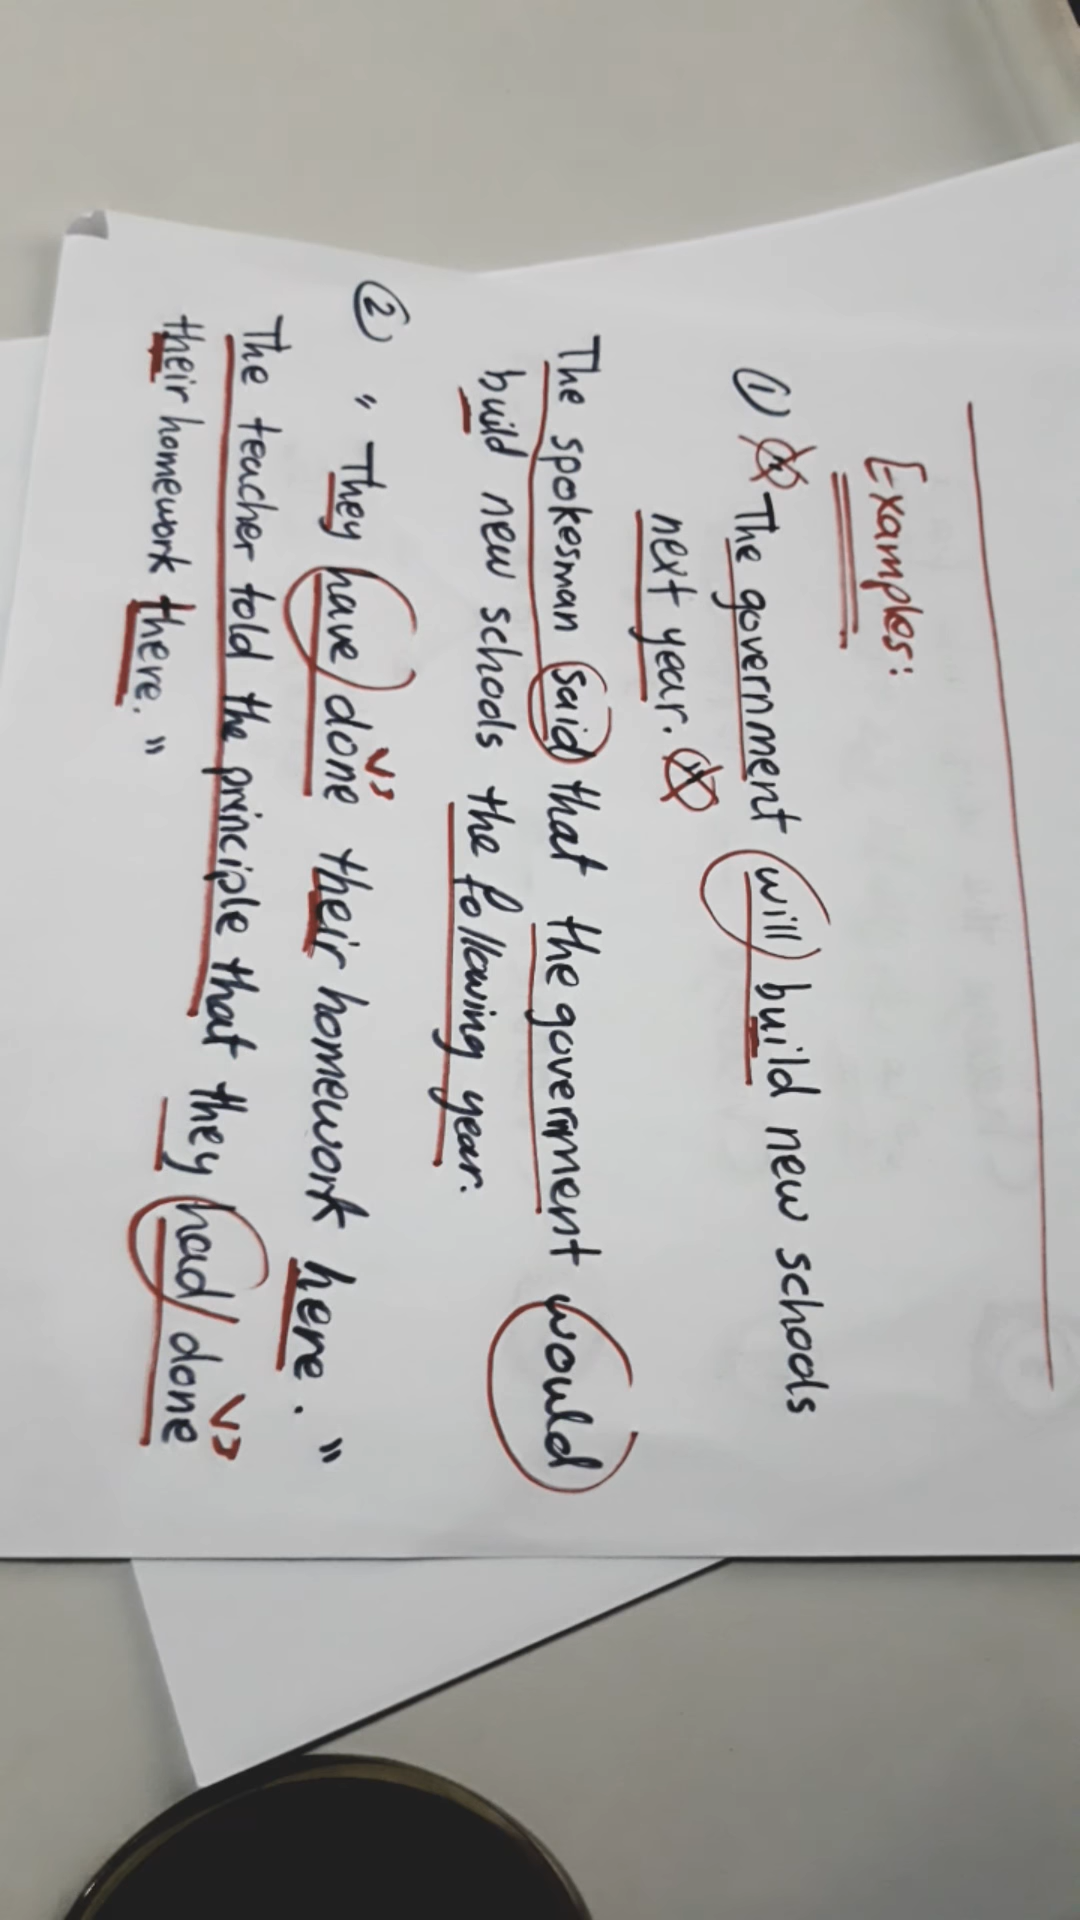 Examples:
① The government will build new schools
next year.
The spokesman said that the government would
build new schools the following year.
② " They have done their homework here. "
V3
The teacher told the principle that they had done
V3
their homework there. "